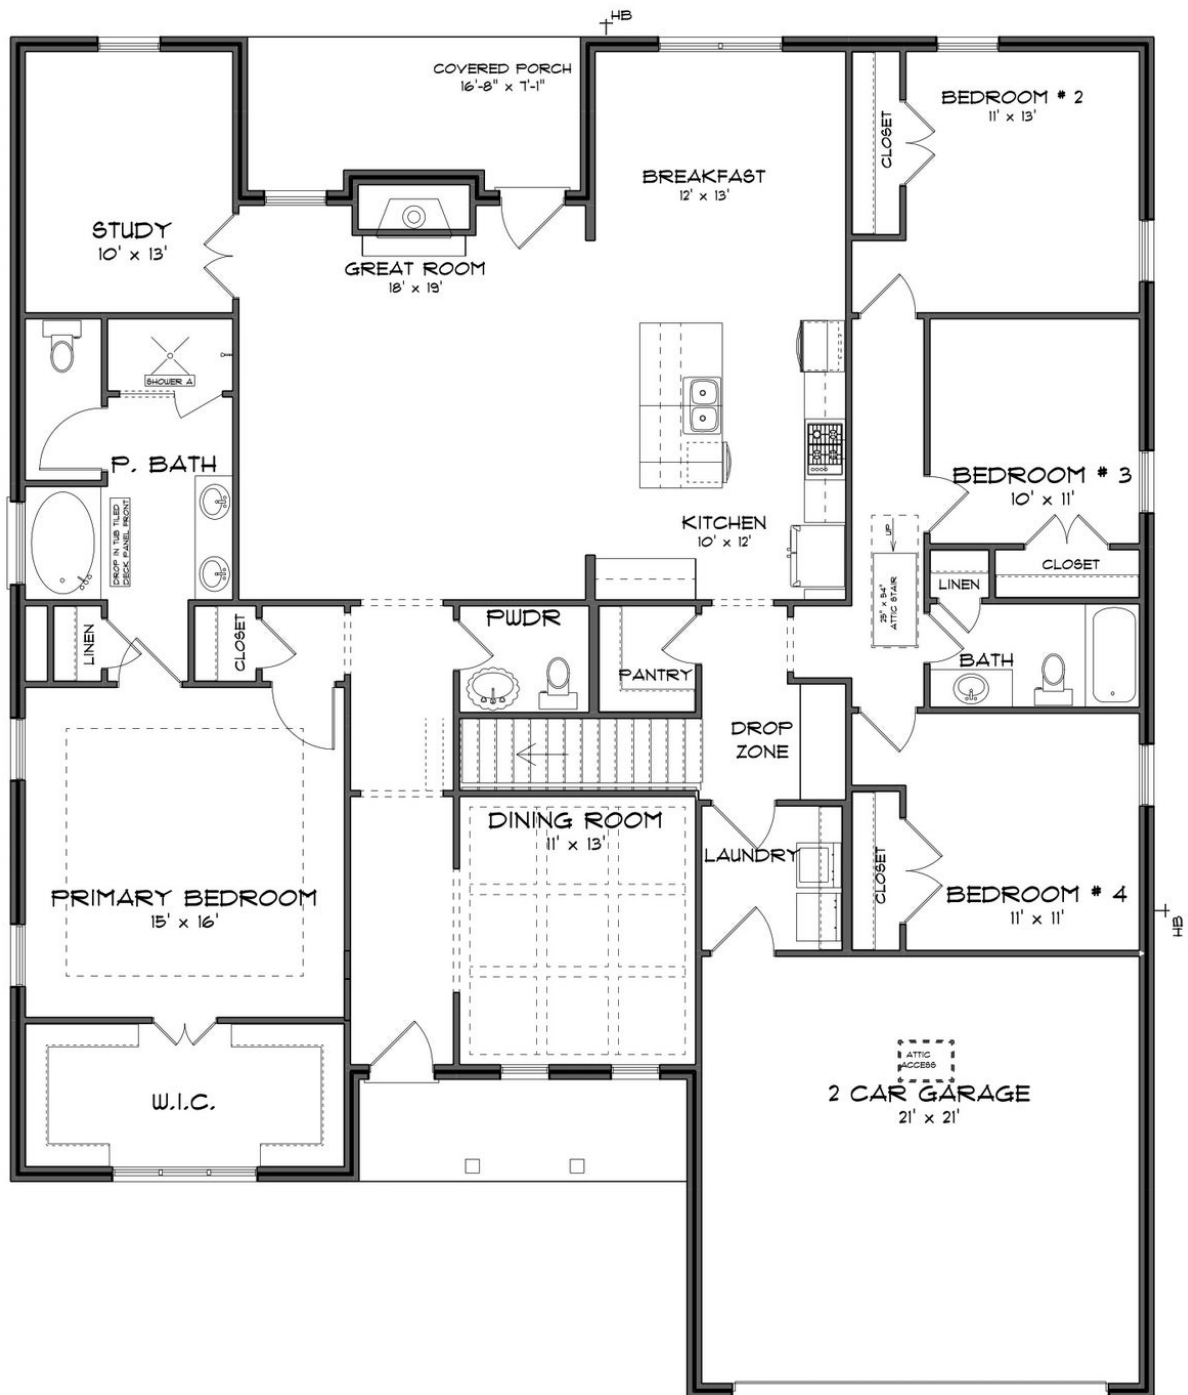 HB
COVERED PORCH
16'-8" x 7'-1"
BEDROOM # 2
11' x 13'
CLOSET
BREAKFAST
12' x 13'
STUDY
10' x 13'
GREAT ROOM
18' x 19'
SHOWER A
P. BATH
DROP IN TUB TILED
DECK PANEL FRONT
BEDROOM # 3
10' x 11'
KITCHEN
10' x 12'
UP
25" x 54"
ATTIC STAIR
CLOSET
LINEN
LINEN
CLOSET
PWDR
BATH
PANTRY
DROP
ZONE
DINING ROOM
11' x 13'
LAUNDRY
CLOSET
PRIMARY BEDROOM
15' x 16'
BEDROOM # 4
11' x 11'
HB
ATTIC
ACCESS
2 CAR GARAGE
21' x 21'
W.I.C.